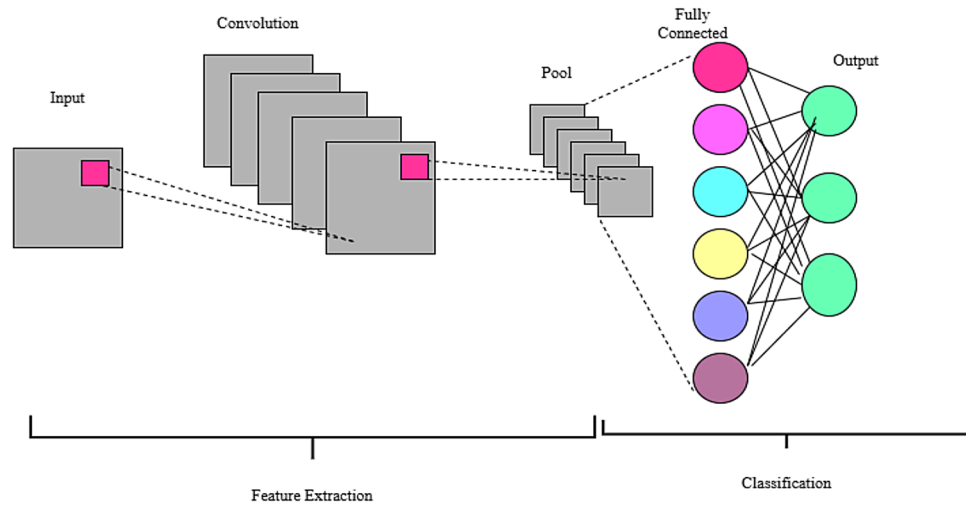 Input
Convolution
Pool
Fully
Connected
Output
Feature Extraction
Classification